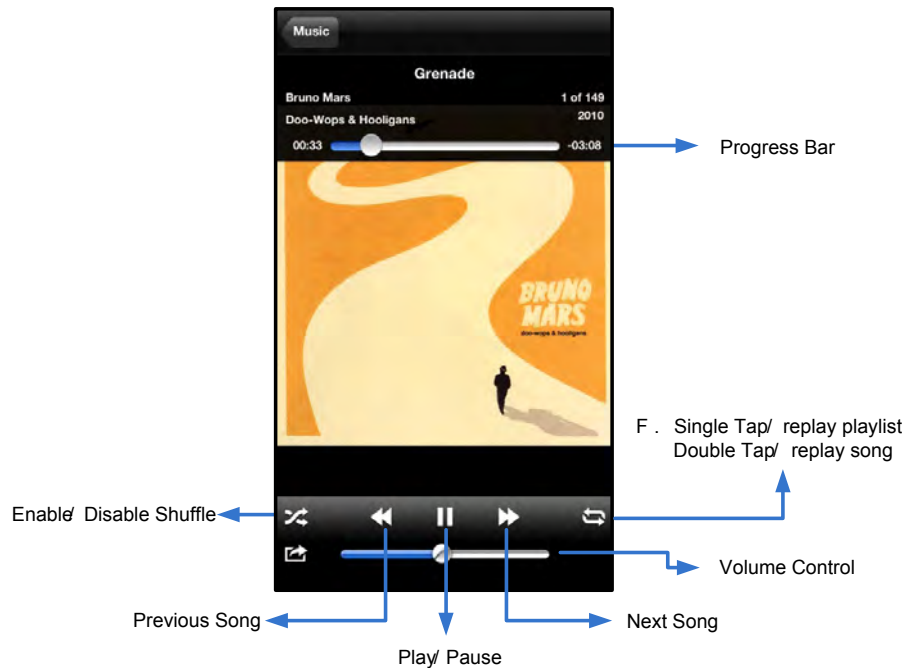 Music
Grenade
Bruno Mars
1 of 149
Doo-Wops & Hooligans
2010
00:33
-03:08
Progress Bar
BRUNO
MARS
doo-wops & hooligans
F . Single Tap/ replay playlist
Double Tap/ replay song
Enable/ Disable Shuffle
Volume Control
Previous Song
Next Song
Play/ Pause